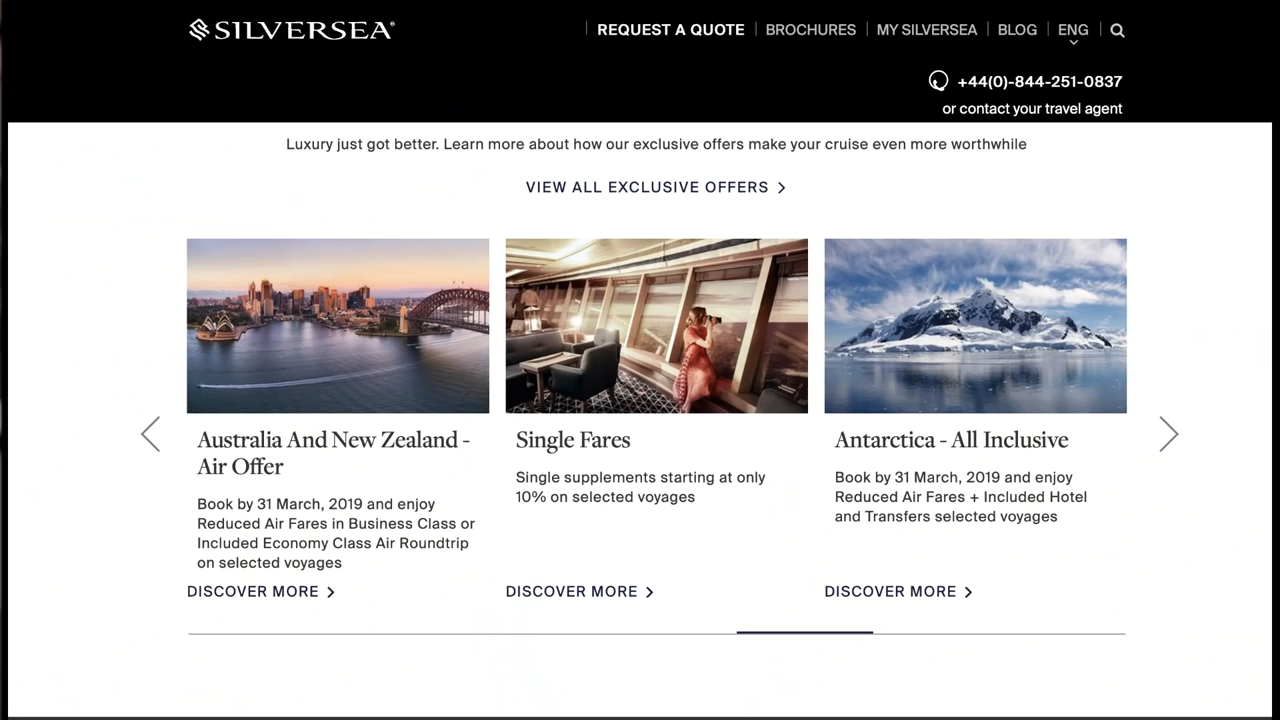 SILVERSEA®
REQUEST A QUOTE
BROCHURES
MY SILVERSEA
BLOG
ENG
+44(0)-844-251-0837
or contact your travel agent
Luxury just got better. Learn more about how our exclusive offers make your cruise even more worthwhile
VIEW ALL EXCLUSIVE OFFERS
Australia And New Zealand -
Air Offer
Book by 31 March, 2019 and enjoy
Reduced Air Fares in Business Class or
Included Economy Class Air Roundtrip
on selected voyages
DISCOVER MORE
Single Fares
Single supplements starting at only
10% on selected voyages
DISCOVER MORE
Antarctica - All Inclusive
Book by 31 March, 2019 and enjoy
Reduced Air Fares + Included Hotel
and Transfers selected voyages
DISCOVER MORE